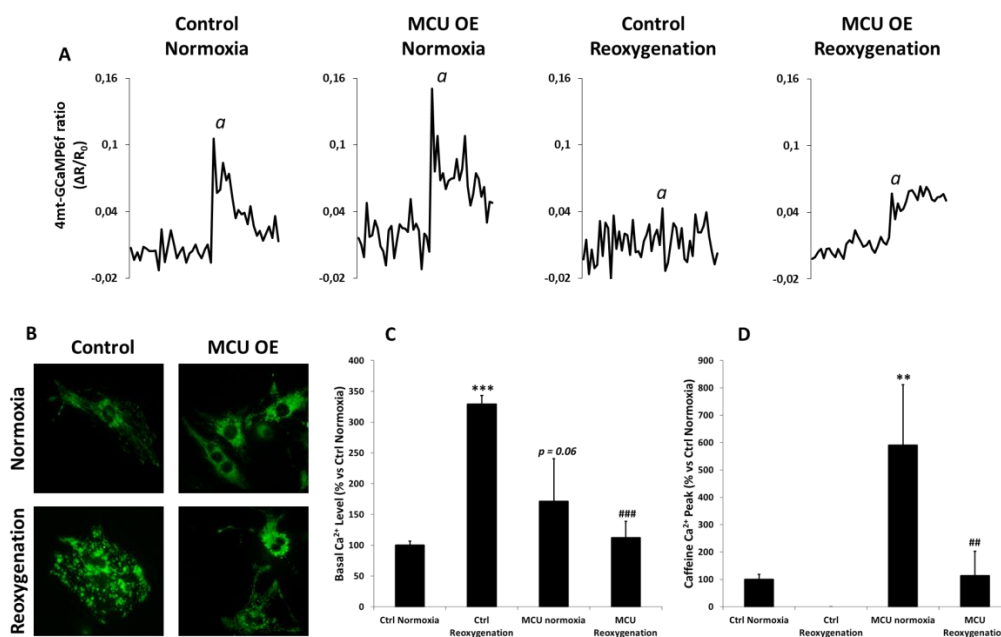 Control
Normoxia
MCU OE
Normoxia
Control
Reoxygenation
MCU OE
Reoxygenation
A
4mt-GCaMP6f ratio
(ΔR/R₀)
0,16
0,1
0,04
-0,02
a
0,16
0,1
0,04
-0,02
a
0,16
0,1
0,04
-0,02
a
0,16
0,1
0,04
-0,02
a
B
Control
MCU OE
Normoxia
Reoxygenation
C
Basal Ca²⁺ Level (% vs Ctrl Normoxia)
400
350
300
250
200
150
100
50
0
***
p = 0.06
###
Ctrl Normoxia
Ctrl
Reoxygenation
MCU normoxia
MCU
Reoxygenation
D
Caffeine Ca²⁺ Peak (% vs Ctrl Normoxia)
900
800
700
600
500
400
300
200
100
0
**
##
Ctrl Normoxia
Ctrl
Reoxygenation
MCU normoxia
MCU
Reoxygenation